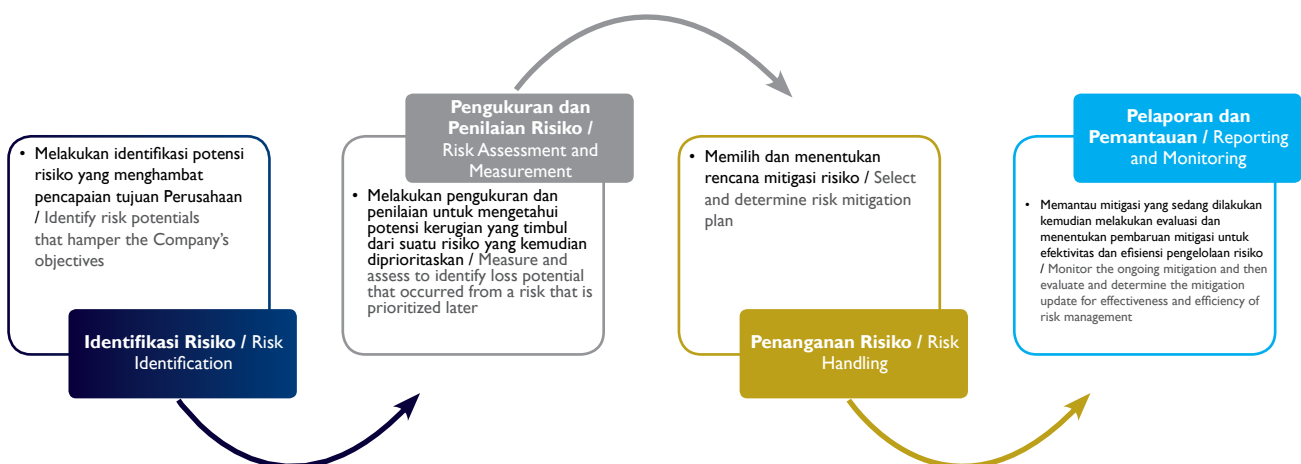 • Melakukan identifikasi potensi
risiko yang menghambat
pencapaian tujuan Perusahaan
/ Identify risk potentials
that hamper the Company's
objectives
Identifikasi Risiko / Risk
Identification
Pengukuran dan
Penilaian Risiko /
Risk Assessment and
Measurement
• Melakukan pengukuran dan
penilaian untuk mengetahui
potensi kerugian yang timbul
dari suatu risiko yang kemudian
diprioritaskan / Measure and
assess to identify loss potential
that occurred from a risk that is
prioritized later
• Memilih dan menentukan
rencana mitigasi risiko / Select
and determine risk mitigation
plan
Penanganan Risiko / Risk
Handling
Pelaporan dan
Pemantauan / Reporting
and Monitoring
• Memantau mitigasi yang sedang dilakukan
kemudian melakukan evaluasi dan
menentukan pembaruan mitigasi untuk
efektivitas dan efisiensi pengelolaan risiko
/ Monitor the ongoing mitigation and then
evaluate and determine the mitigation
update for effectiveness and efficiency of
risk management